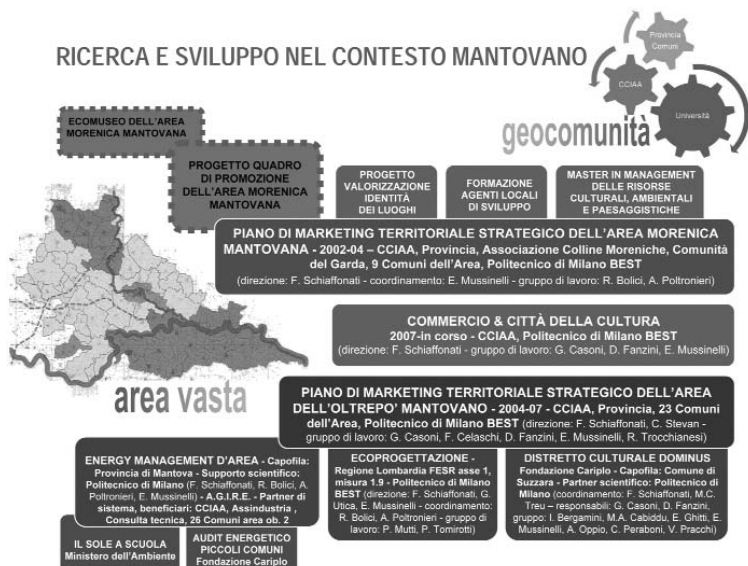 RICERCA E SVILUPPO NEL CONTESTO MANTOVANO
Provincia
Comuni
CCIAA
Università
geocomunità
ECOMUSEO DELL'AREA
MORENICA MANTOVANA
PROGETTO QUADRO
DI PROMOZIONE
DELL'AREA MORENICA
MANTOVANA
PROGETTO
VALORIZZAZIONE
IDENTITÀ
DEI LUOGHI
FORMAZIONE
AGENTI LOCALI
DI SVILUPPO
MASTER IN MANAGEMENT
DELLE RISORSE
CULTURALI, AMBIENTALI
E PAESAGGISTICHE
PIANO DI MARKETING TERRITORIALE STRATEGICO DELL'AREA MORENICA
MANTOVANA - 2002-04 – CCIAA, Provincia, Associazione Colline Moreniche, Comunità
del Garda, 9 Comuni dell'Area, Politecnico di Milano BEST
(direzione: F. Schiaffonati - coordinamento: E. Mussinelli - gruppo di lavoro: R. Bolici, A. Poltronieri)
COMMERCIO & CITTÀ DELLA CULTURA
2007-in corso - CCIAA, Politecnico di Milano BEST
(direzione: F. Schiaffonati - gruppo di lavoro: G. Casoni, D. Fanzini, E. Mussinelli)
area vasta
PIANO DI MARKETING TERRITORIALE STRATEGICO DELL'AREA
DELL'OLTREPO' MANTOVANO - 2004-07 - CCIAA, Provincia, 23 Comuni
dell'Area, Politecnico di Milano BEST (direzione: F. Schiaffonati, C. Stevan -
gruppo di lavoro: G. Casoni, F. Celaschi, D. Fanzini, E. Mussinelli, R. Trocchianesi)
ENERGY MANAGEMENT D'AREA - Capofila:
Provincia di Mantova - Supporto scientifico:
Politecnico di Milano (F. Schiaffonati, R. Bolici, A.
Poltronieri, E. Mussinelli) - A.G.I.R.E. - Partner di
sistema, beneficiari: CCIAA, Assindustria ,
Consulta tecnica, 26 Comuni area ob. 2
ECOPROGETTAZIONE -
Regione Lombardia FESR asse 1,
misura 1.9 - Politecnico di Milano
BEST (direzione: F. Schiaffonati, G.
Utica, E. Mussinelli - coordinamento:
R. Bolici, A. Poltronieri - gruppo di
lavoro: P. Mutti, P. Tomirotti)
DISTRETTO CULTURALE DOMINUS
Fondazione Cariplo - Capofila: Comune di
Suzzara - Partner scientifico: Politecnico di
Milano (coordinamento: F. Schiaffonati, M.C.
Treu – responsabili: G. Casoni, D. Fanzini,
gruppo: I. Bergamini, M.A. Cabiddu, E. Ghitti, E.
Mussinelli, A. Oppio, C. Peraboni, V. Pracchi)
IL SOLE A SCUOLA
Ministero dell'Ambiente
AUDIT ENERGETICO
PICCOLI COMUNI
Fondazione Cariplo